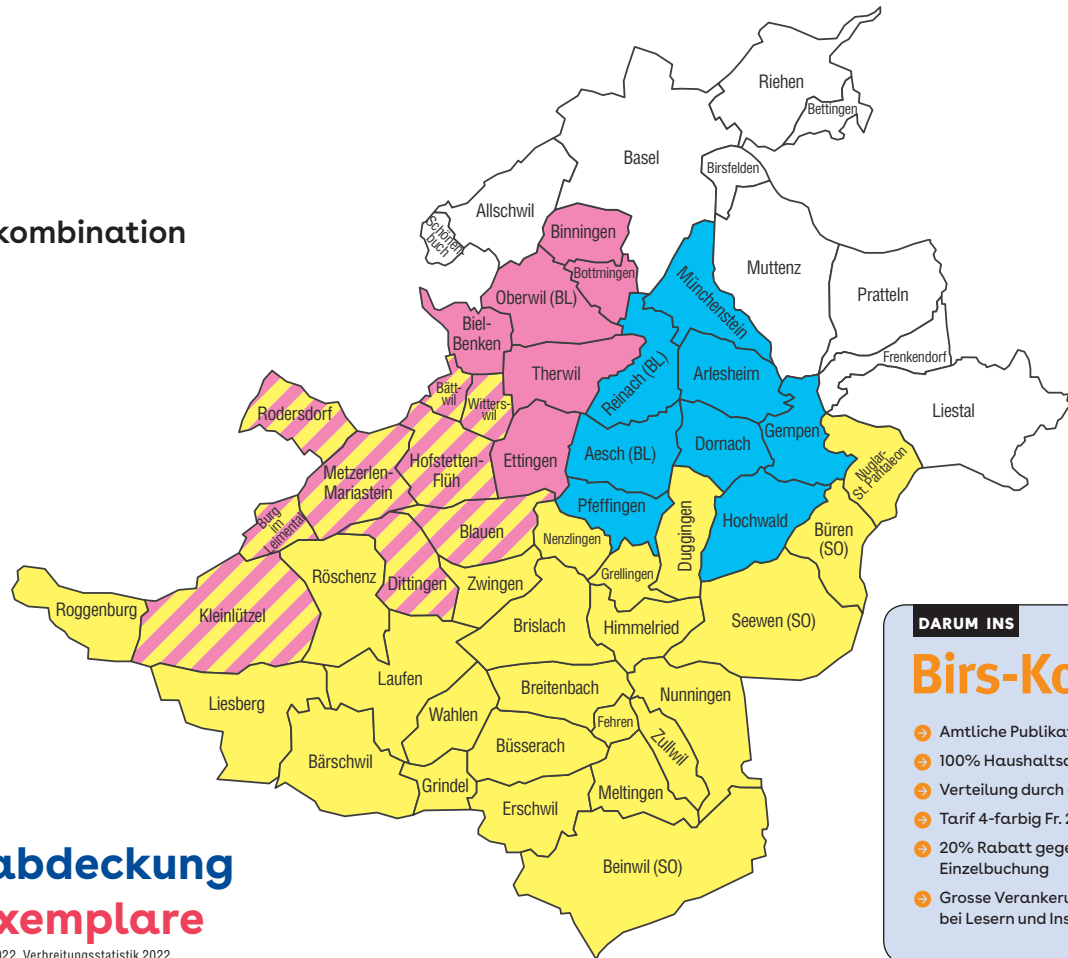 Riehen
Bettingen
Basel
Birsfelden
Allschwil
Schönen-
buch
kombination
Binningen
Bottmingen
Muttenz
Münchenstein
Oberwil (BL)
Pratteln
Biel-
Benken
Frenkendorf
Therwil
Reinach (BL)
Arlesheim
Bätt-
wil
Witters-
wil
Liestal
Rodersdorf
Gempen
Dornach
Aesch (BL)
Ettingen
Hofstetten-
Flüh
Metzerlen-
Mariastein
Nuglar-
St. Pantaleon
Pfeffingen
Hochwald
Burg
im
Leimental
Blauen
Nenzlingen
Duggingen
Büren
(SO)
Grellingen
Röschenz
Dittingen
Zwingen
Roggenburg
Kleinlützel
Brislach
Himmelried
Seewen (SO)
Laufen
Breitenbach
Nunningen
Liesberg
Wahlen
Fehren
Zullwil
Büsserach
Bärschwil
Grindel
Meltingen
Erschwil
Beinwil (SO)
DARUM INS
Birs-Ko
Amtliche Publika
100% Haushalts
Verteilung durch
Tarif 4-farbig Fr. 2
20% Rabatt gege
Einzelbuchung
Grosse Veranker
bei Lesern und Ins
abdeckung
xemplare
022, Verbreitungsstatistik 2022